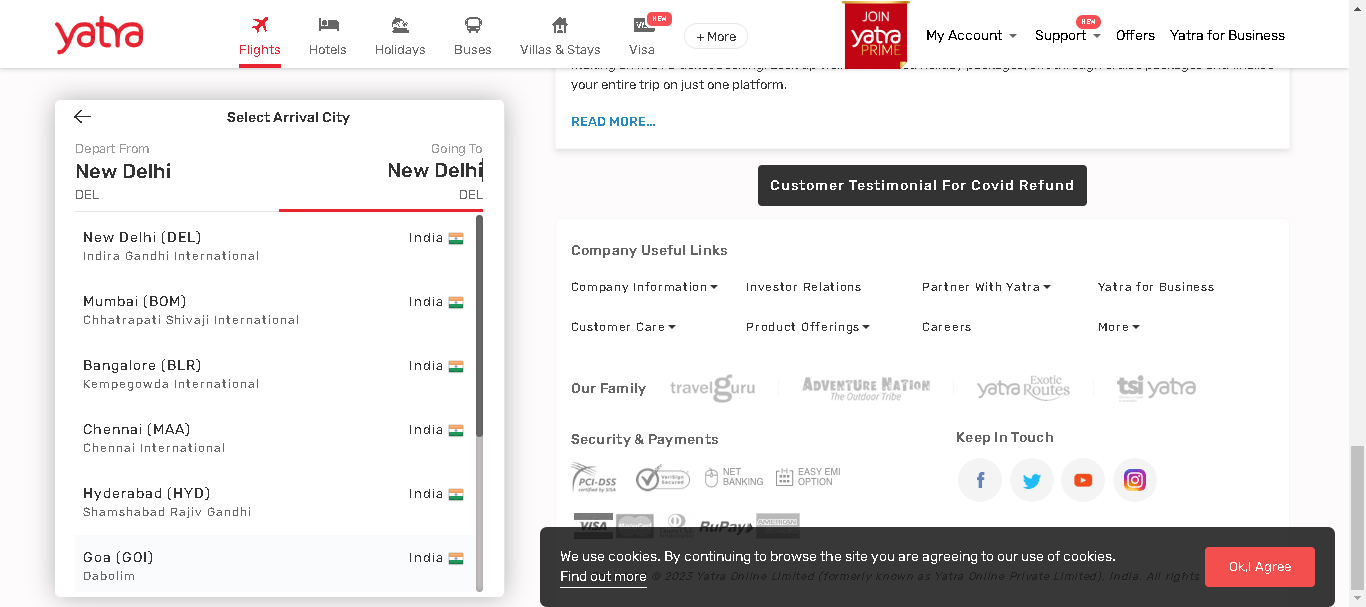 yatra
Flights
Hotels
Holidays
Buses
Villas & Stays
NEW
Visa
+ More
JOIN
yatra
PRIME
My Account
NEW
Support
Offers
Yatra for Business
your entire trip on just one platform.
READ MORE...
Select Arrival City
Depart From
New Delhi
DEL
Going To
New Delhi
DEL
New Delhi (DEL)
India
Indira Gandhi International
Mumbai (BOM)
India
Chhatrapati Shivaji International
Bangalore (BLR)
India
Kempegowda International
Chennai (MAA)
India
Chennai International
Hyderabad (HYD)
India
Shamshabad Rajiv Gandhi
Goa (GOI)
India
Dabolim
Customer Testimonial For Covid Refund
Company Useful Links
Company Information
Investor Relations
Partner With Yatra
Yatra for Business
Customer Care
Product Offerings
Careers
More
Our Family
travelguru
ADVENTURE NATION
The Outdoor Tribe
yatra Exotic Routes
tsi yatra
Security & Payments
PCI-DSS
certified by SISA
VeriSign
Secured
NET
BANKING
EASY EMI
OPTION
VISA
MasterCard
RuPay
AMERICAN
Keep In Touch
We use cookies. By continuing to browse the site you are agreeing to our use of cookies.
Find out more
Ok,I Agree
© 2023 Yatra Online Limited (formerly known as Yatra Online Private Limited), India. All rights